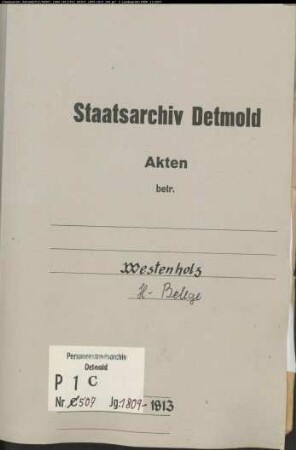 Staatsarchiv Detmold
Akten
betr.
Westenholz
H- Belege
Personenstandsarchiv
Detmold
P 1 C
Nr. 507 Jg: 1809 - 1813